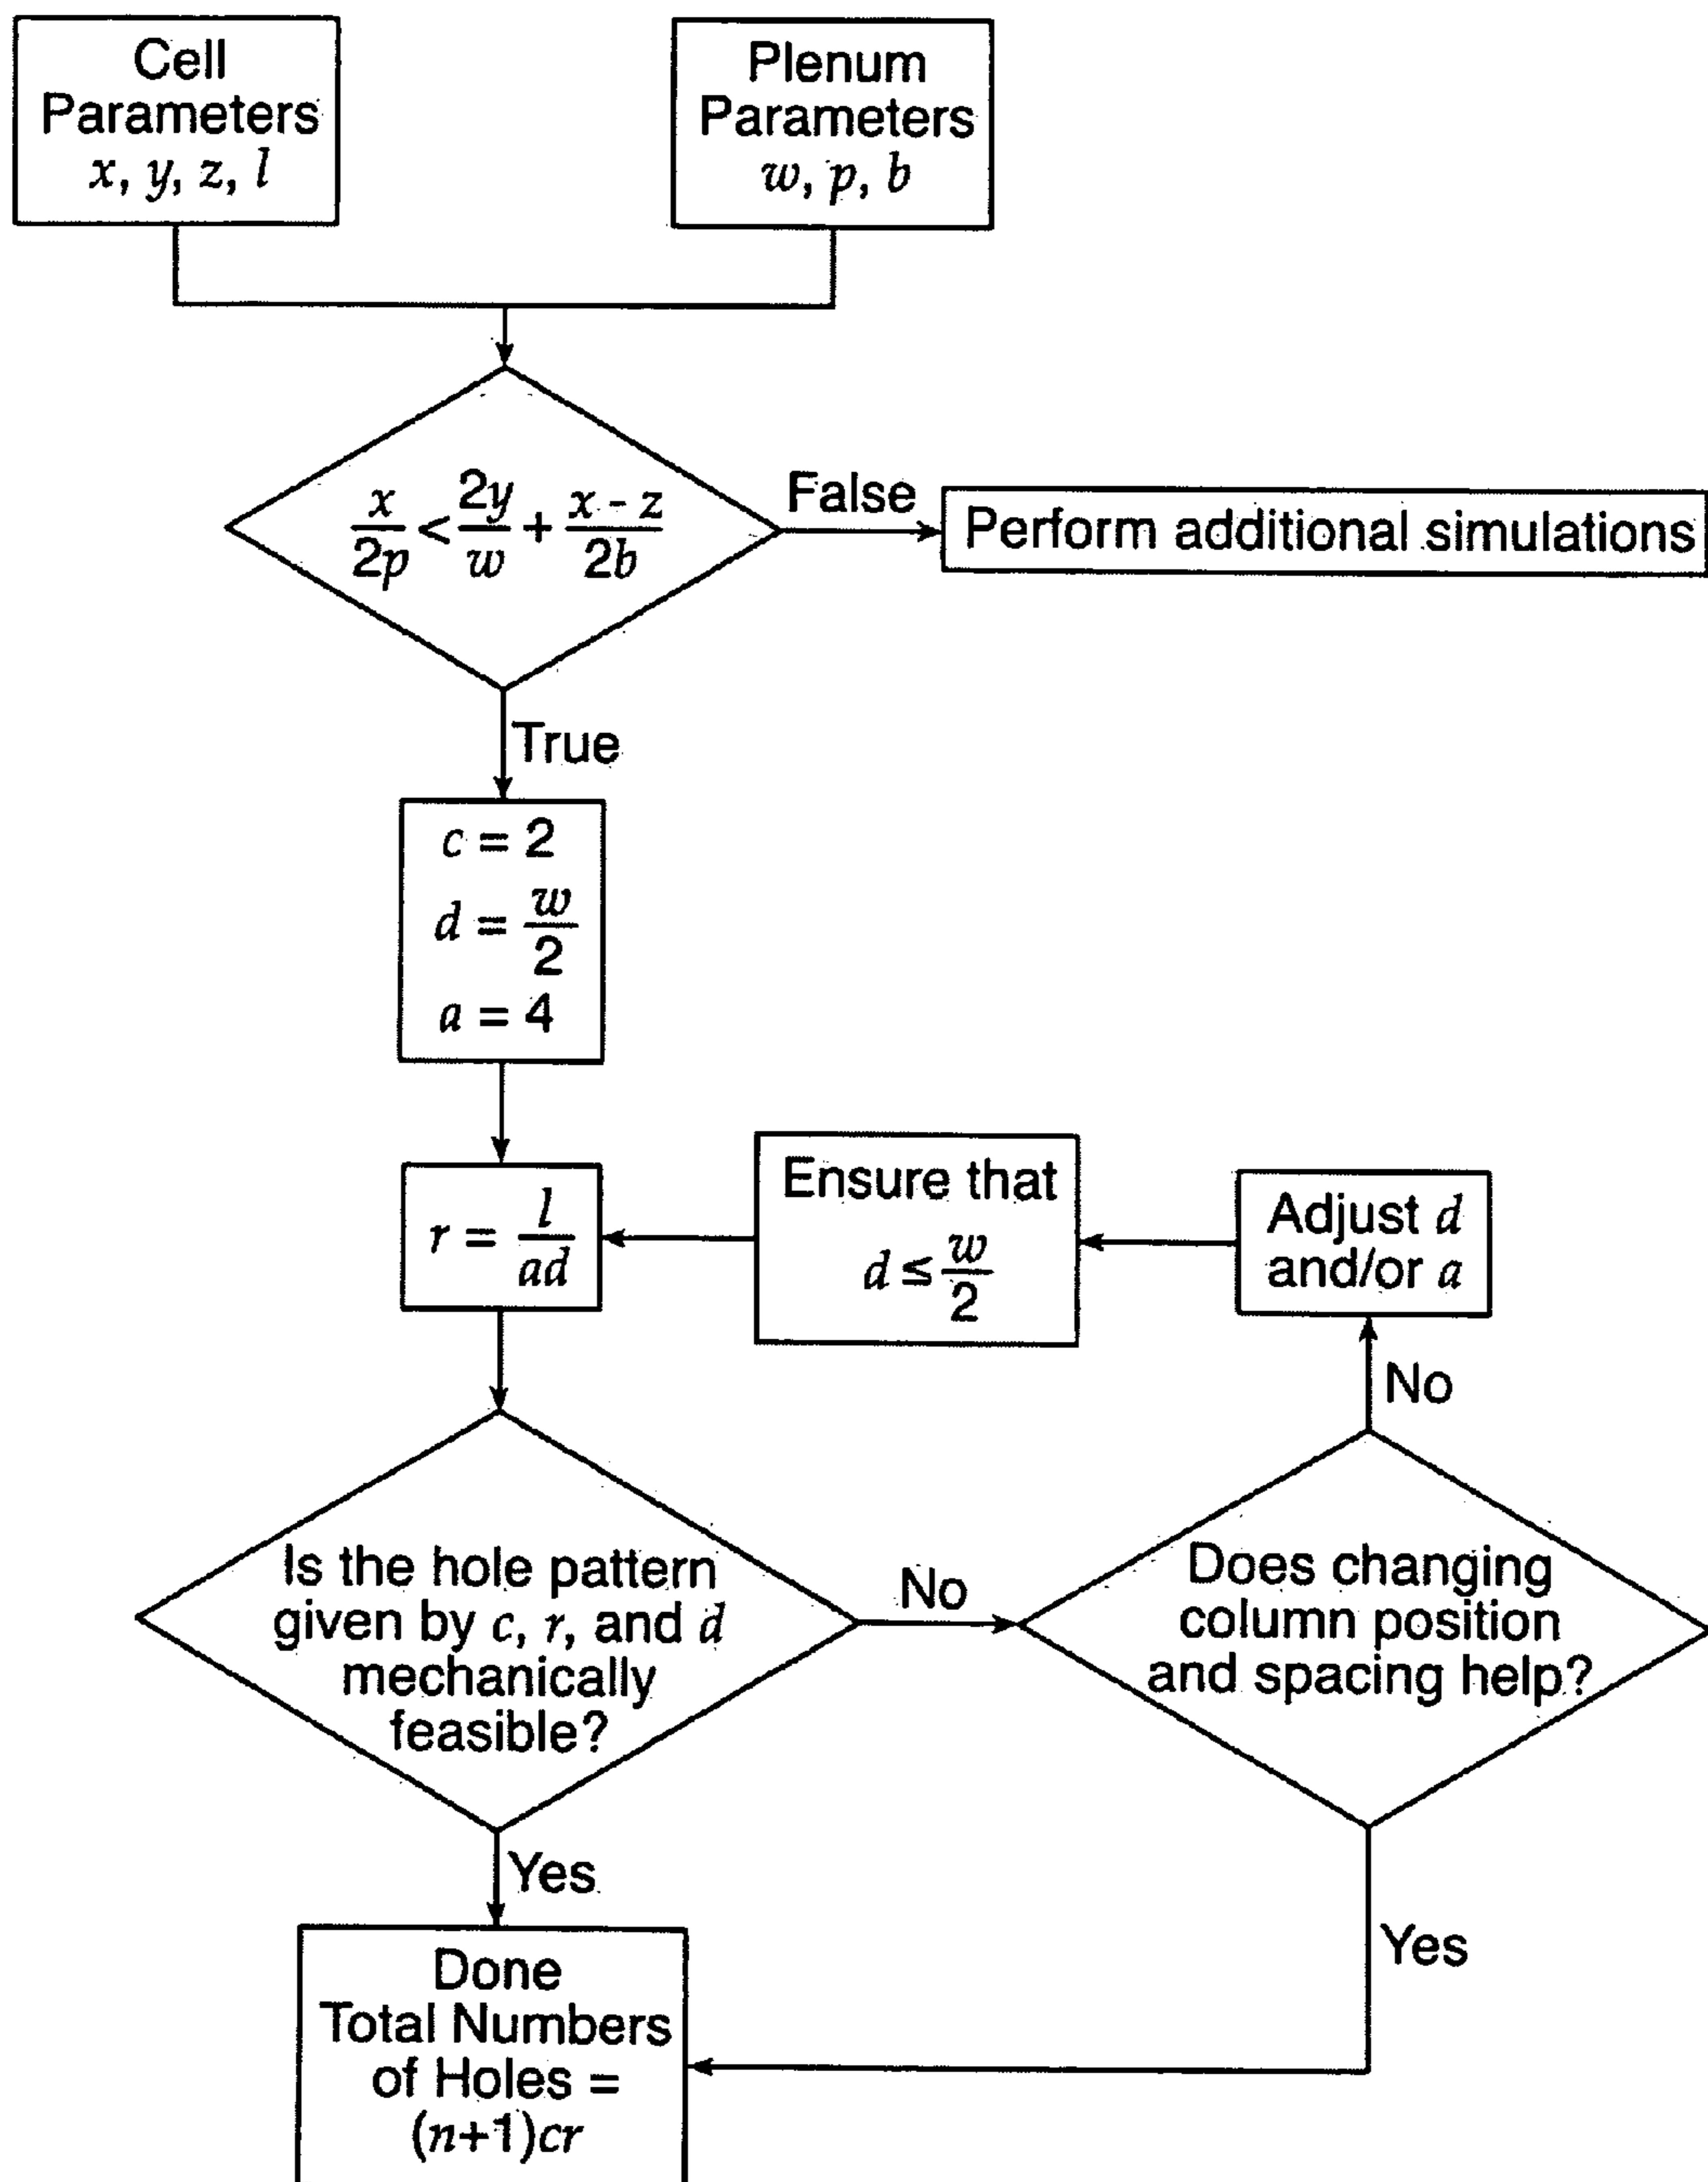 Cell
Parameters
x, y, z, l
Plenum
Parameters
w, p, b
x/2p < 2y/w + x - z/2b
False
Perform additional simulations
True
c = 2
d = w/2
a = 4
r = l/ad
Ensure that
d ≤ w/2
Adjust d
and/or a
No
Is the hole pattern
given by c, r, and d
mechanically
feasible?
No
Does changing
column position
and spacing help?
Yes
Yes
Done
Total Numbers
of Holes =
(n+1)cr